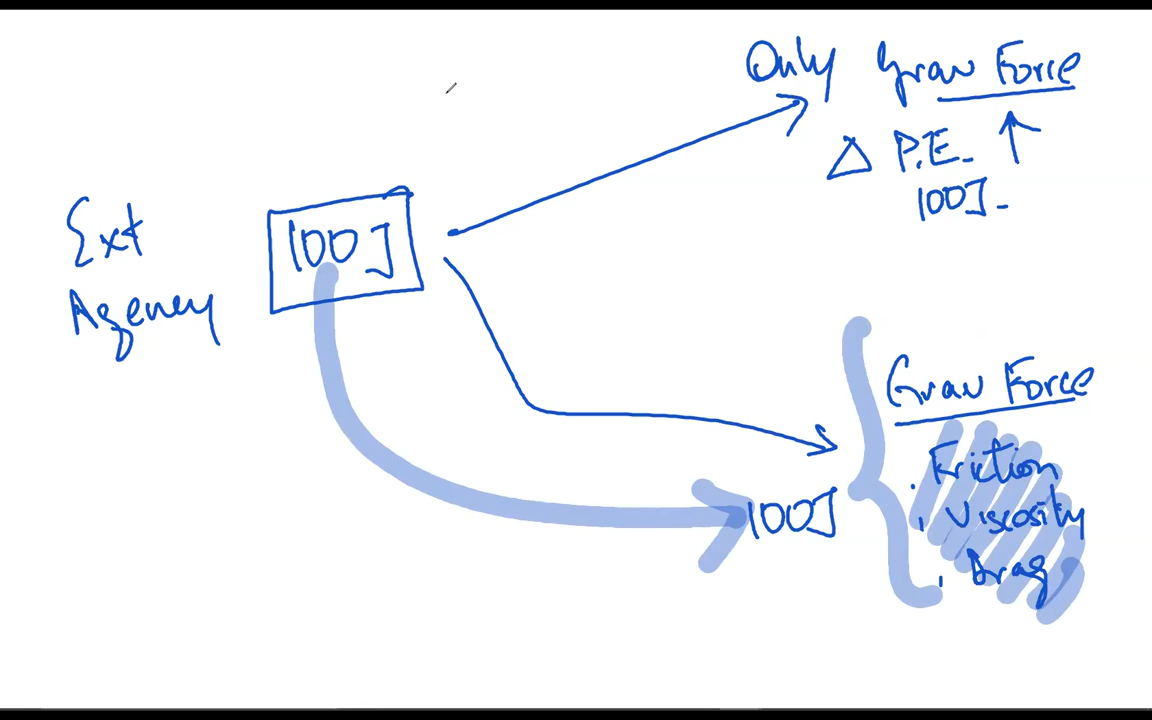 Only Grav Force
Δ P.E. ↑
100J.
Ext
Agency
100J
Grav Force
. Friction
. Viscosity
. Drag
100J